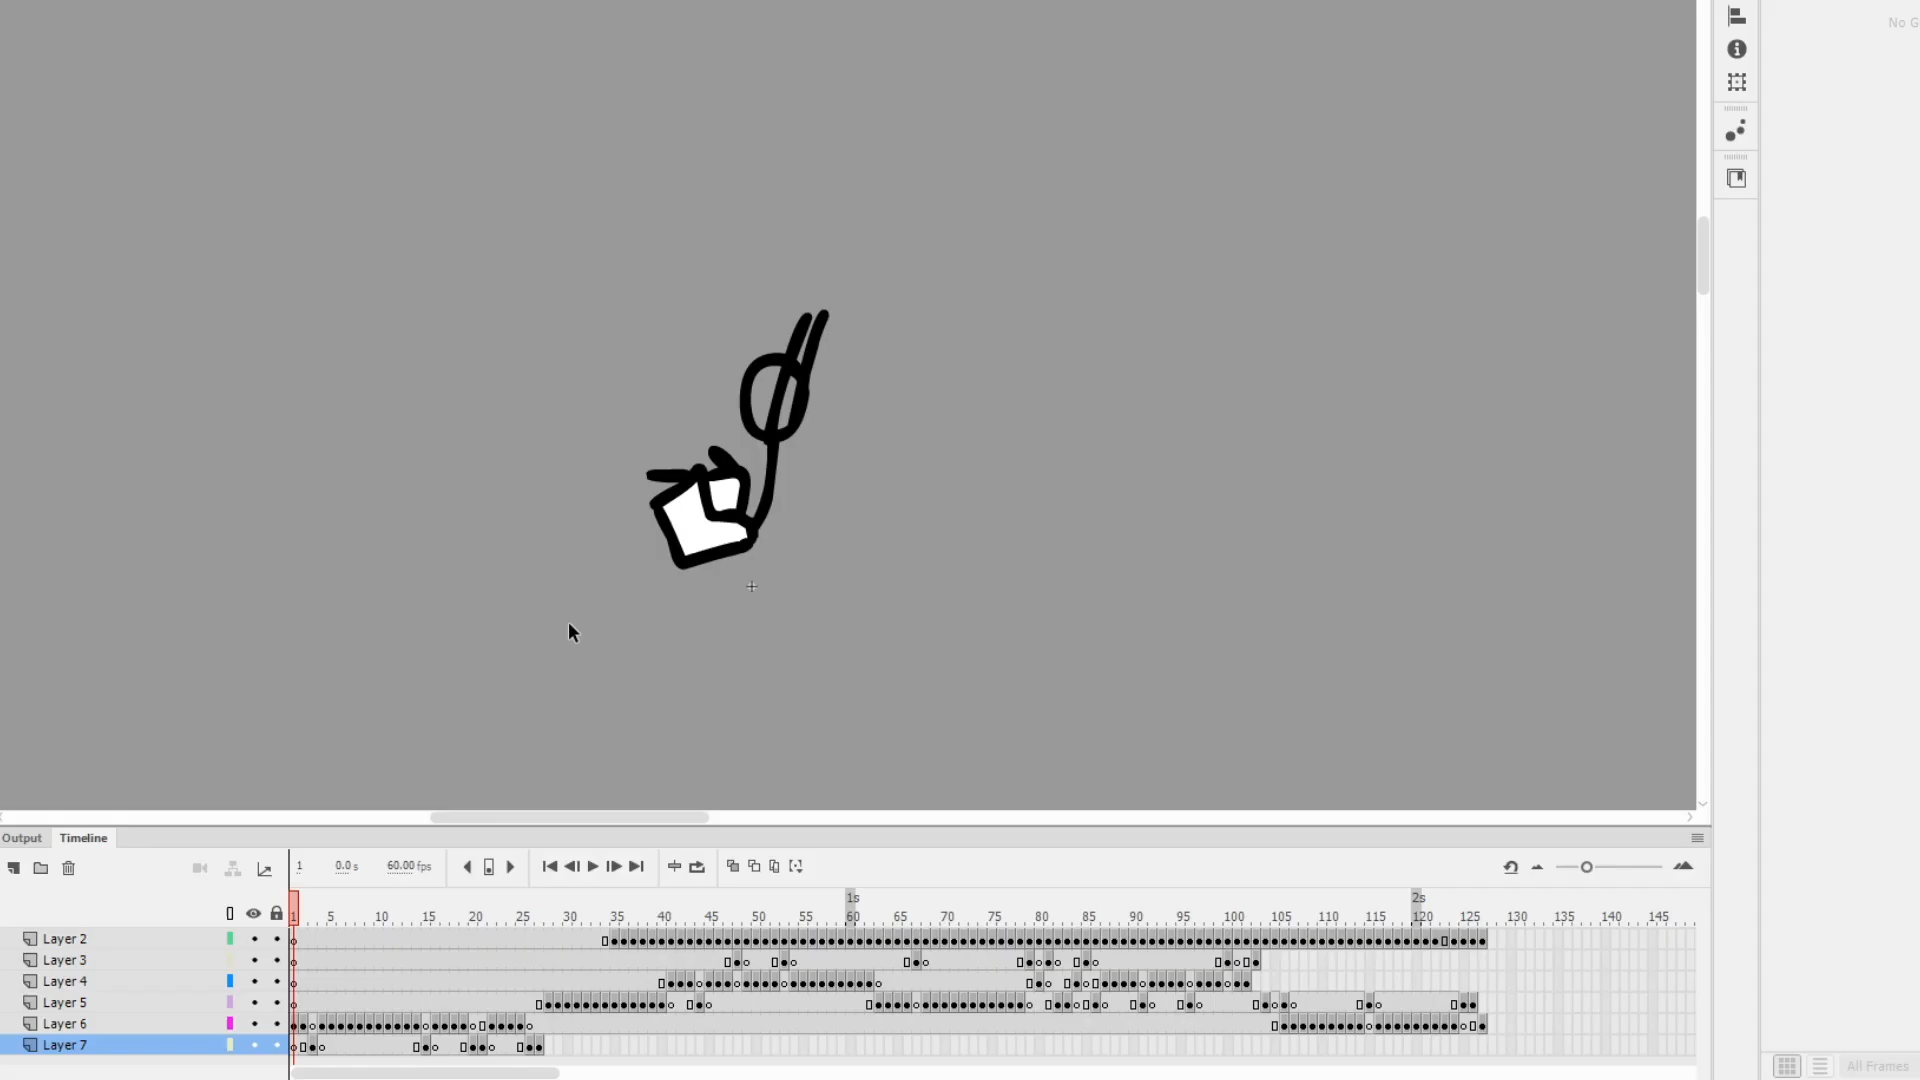 No G
Output Timeline
1 0.0 s 60.00 fps
1s 2s
1 5 10 15 20 25 30 35 40 45 50 55 60 65 70 75 80 85 90 95 100 105 110 115 120 125 130 135 140 145
Layer 2
Layer 3
Layer 4
Layer 5
Layer 6
Layer 7
All Frames